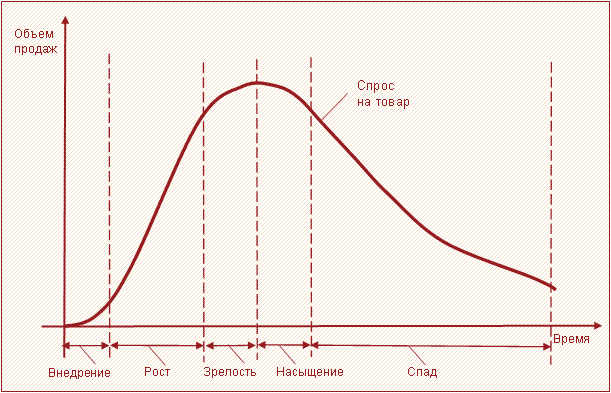 Объем
продаж
Спрос
на товар
Время
Внедрение
Рост
Зрелость
Насыщение
Спад